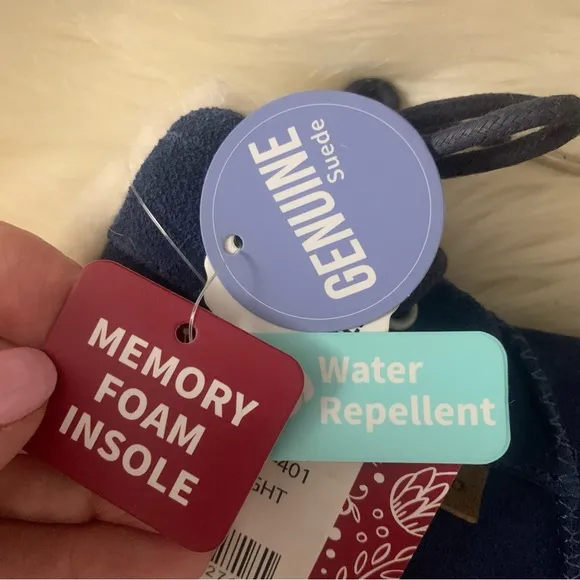 GENUINE
Suede
MEMORY
FOAM
INSOLE
Water
Repellent